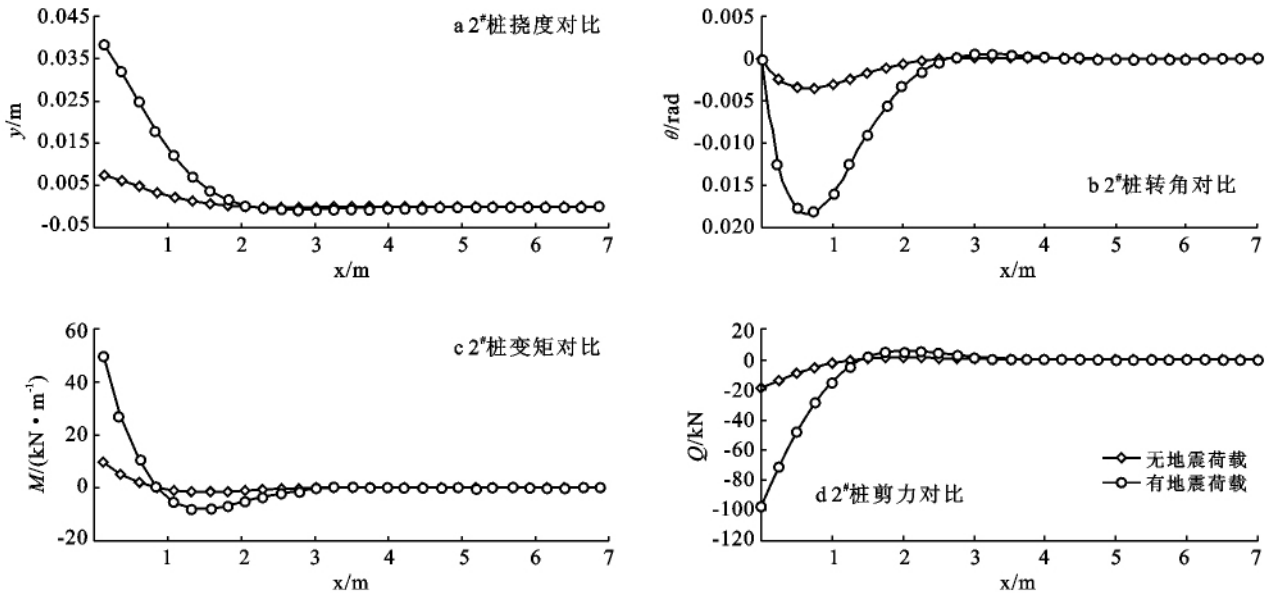 0.045
0.035
0.025
0.015
0.005
-0.05
y/m
a 2#桩挠度对比
1 2 3 4 5 6 7
x/m
0.005
0
-0.005
-0.010
0.015
0.020
θ/rad
b 2#桩转角对比
1 2 3 4 5 6 7
x/m
60
40
20
0
-20
M/(kN·m⁻¹)
c 2#桩变矩对比
1 2 3 4 5 6 7
x/m
20
0
-20
-40
-60
-80
-100
-120
Q/kN
无地震荷载
有地震荷载
d 2#桩剪力对比
1 2 3 4 5 6 7
x/m